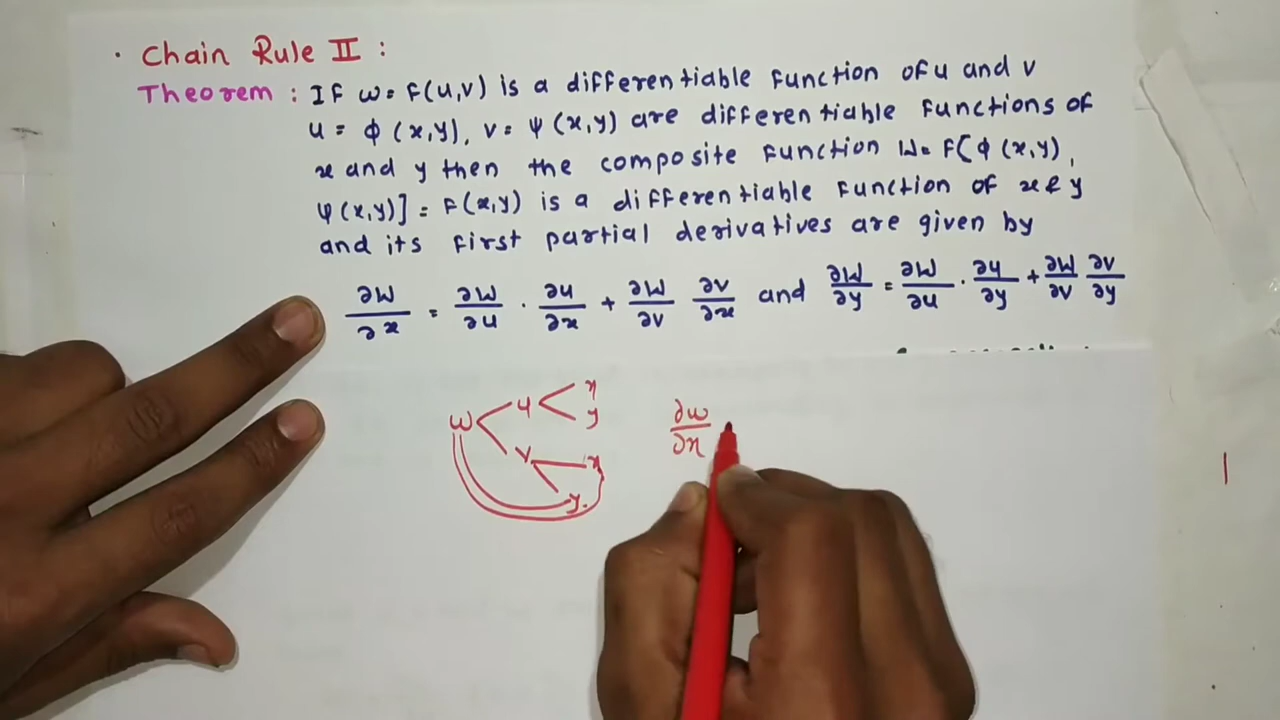 · Chain Rule II :
Theorem : If w = f(u,v) is a differentiable function of u and v
u = φ (x,y), v = ψ (x,y) are differentiable functions of
x and y then the composite function W = f[φ (x,y),
ψ(x,y)] = F(x,y) is a differentiable function of x & y
and its first partial derivatives are given by
∂W/∂x = ∂W/∂u · ∂u/∂x + ∂W/∂v ∂v/∂x and ∂W/∂y = ∂W/∂u · ∂u/∂y + ∂W/∂v ∂v/∂y
w < u < x
y
v x
y
∂w/∂x